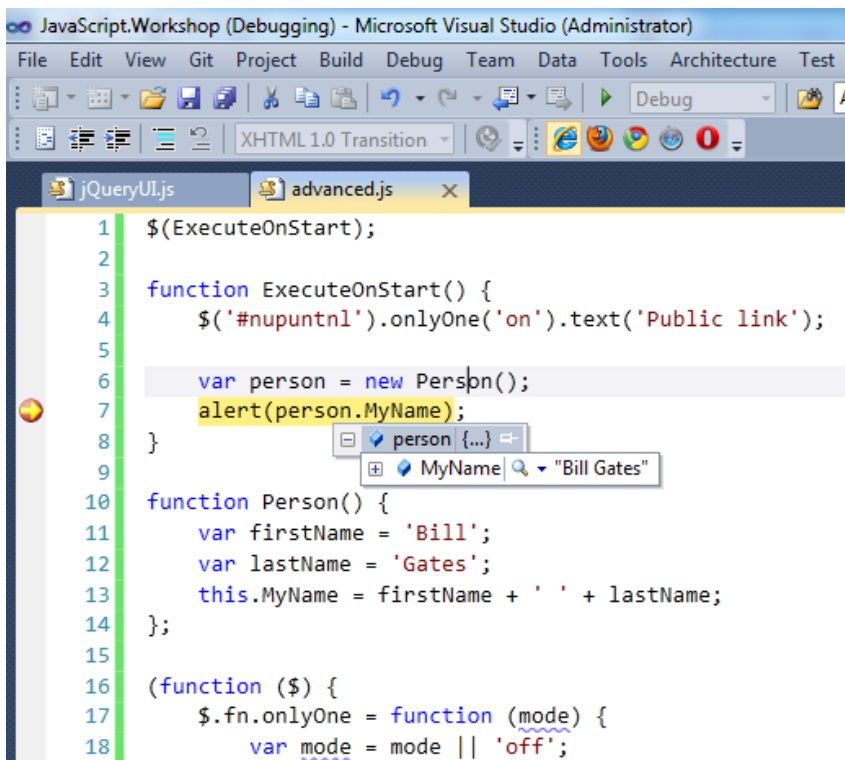 JavaScript.Workshop (Debugging) - Microsoft Visual Studio (Administrator)
File Edit View Git Project Build Debug Team Data Tools Architecture Test
Debug
XHTML 1.0 Transition
jQueryUI.js advanced.js
1 $(ExecuteOnStart);
2
3 function ExecuteOnStart() {
4 $('#nupuntnl').onlyOne('on').text('Public link');
5
6 var person = new Person();
7 alert(person.MyName);
8 }
person {...}
9
MyName "Bill Gates"
10 function Person() {
11 var firstName = 'Bill';
12 var lastName = 'Gates';
13 this.MyName = firstName + ' ' + lastName;
14 };
15
16 (function ($) {
17 $.fn.onlyOne = function (mode) {
18 var mode = mode || 'off';